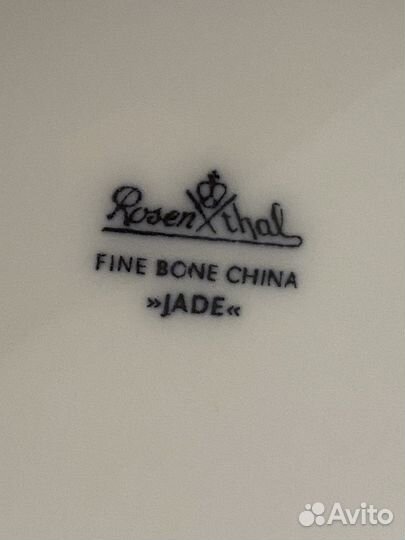 Rosenthal
FINE BONE CHINA
»JADE«
Avito